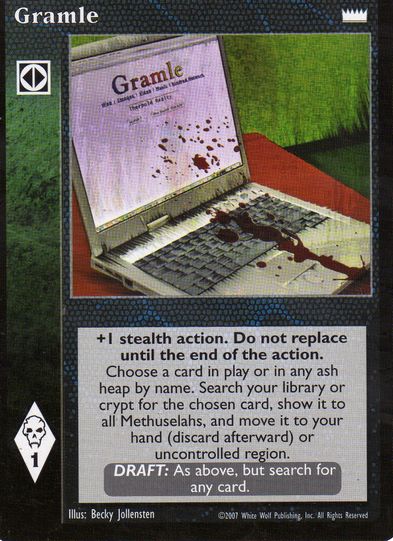 Gramle
Gramle
thermold dealtz
+1 stealth action. Do not replace
until the end of the action.
Choose a card in play or in any ash
heap by name. Search your library or
crypt for the chosen card, show it to
all Methuselahs, and move it to your
hand (discard afterward) or
uncontrolled region.
DRAFT: As above, but search for
any card.
1
Illus: Becky Jollensten
©2007 White Wolf Publishing, Inc. All Rights Reserved